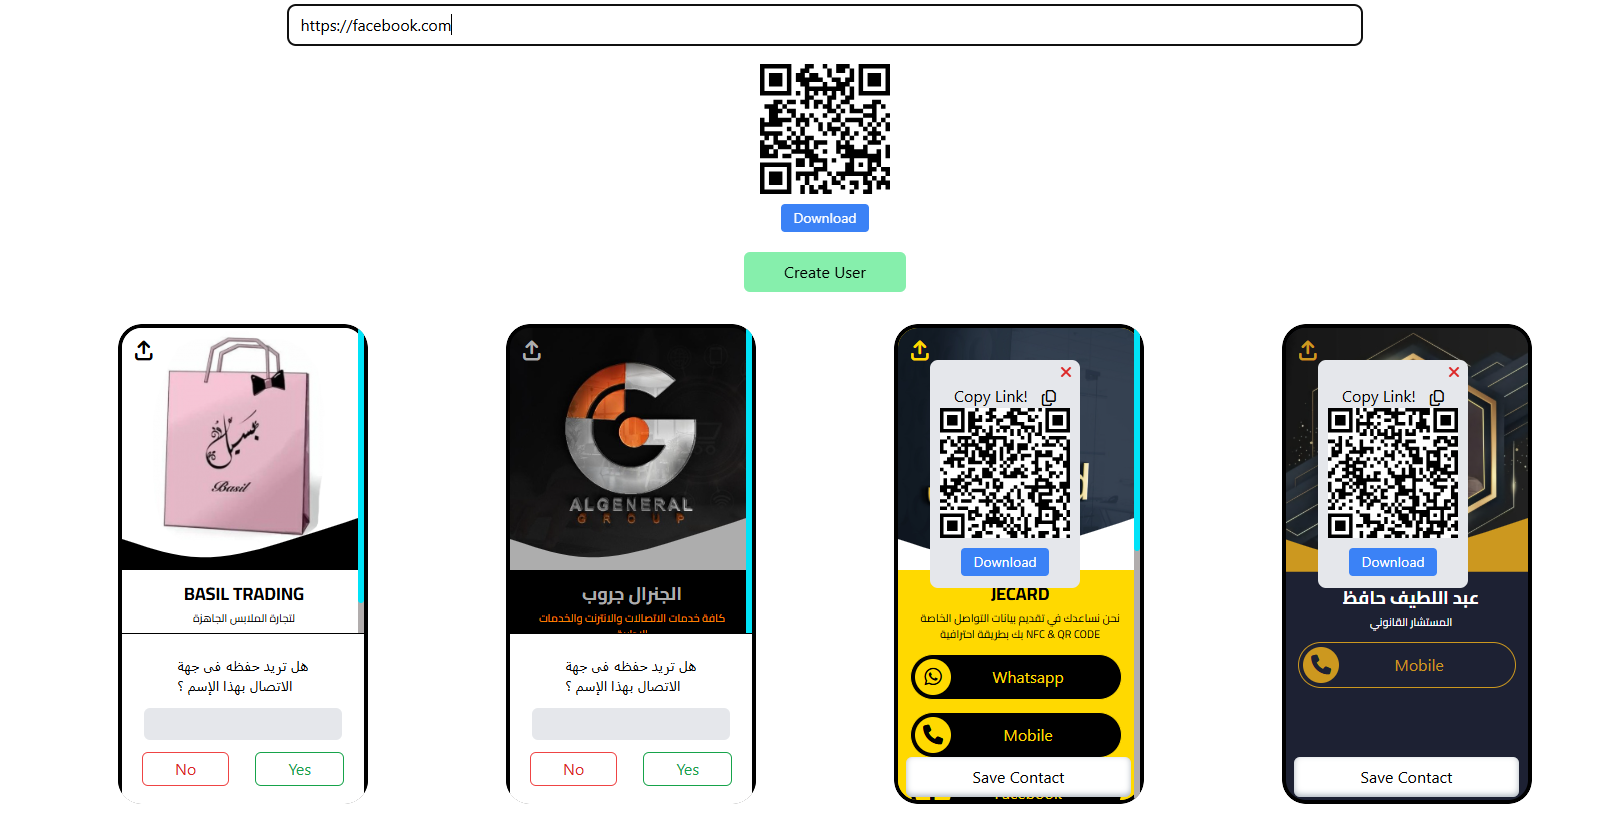 https://facebook.com
Download
Create User
بسيل
Basil
BASIL TRADING
لتجارة الملابس الجاهزة
هل تريد حفظه فى جهة
الاتصال بهذا الإسم ؟
No
Yes
ALGENERAL
GROUP
الجنرال جروب
كافة خدمات الاتصالات والانترنت والخدمات
هل تريد حفظه فى جهة
الاتصال بهذا الإسم ؟
No
Yes
Copy Link!
Download
JECARD
نحن نساعدك في تقديم بيانات التواصل الخاصة
بك بطريقة احترافية NFC & QR CODE
Whatsapp
Mobile
Save Contact
Facebook
Copy Link!
Download
عبد اللطيف حافظ
المستشار القانوني
Mobile
Save Contact